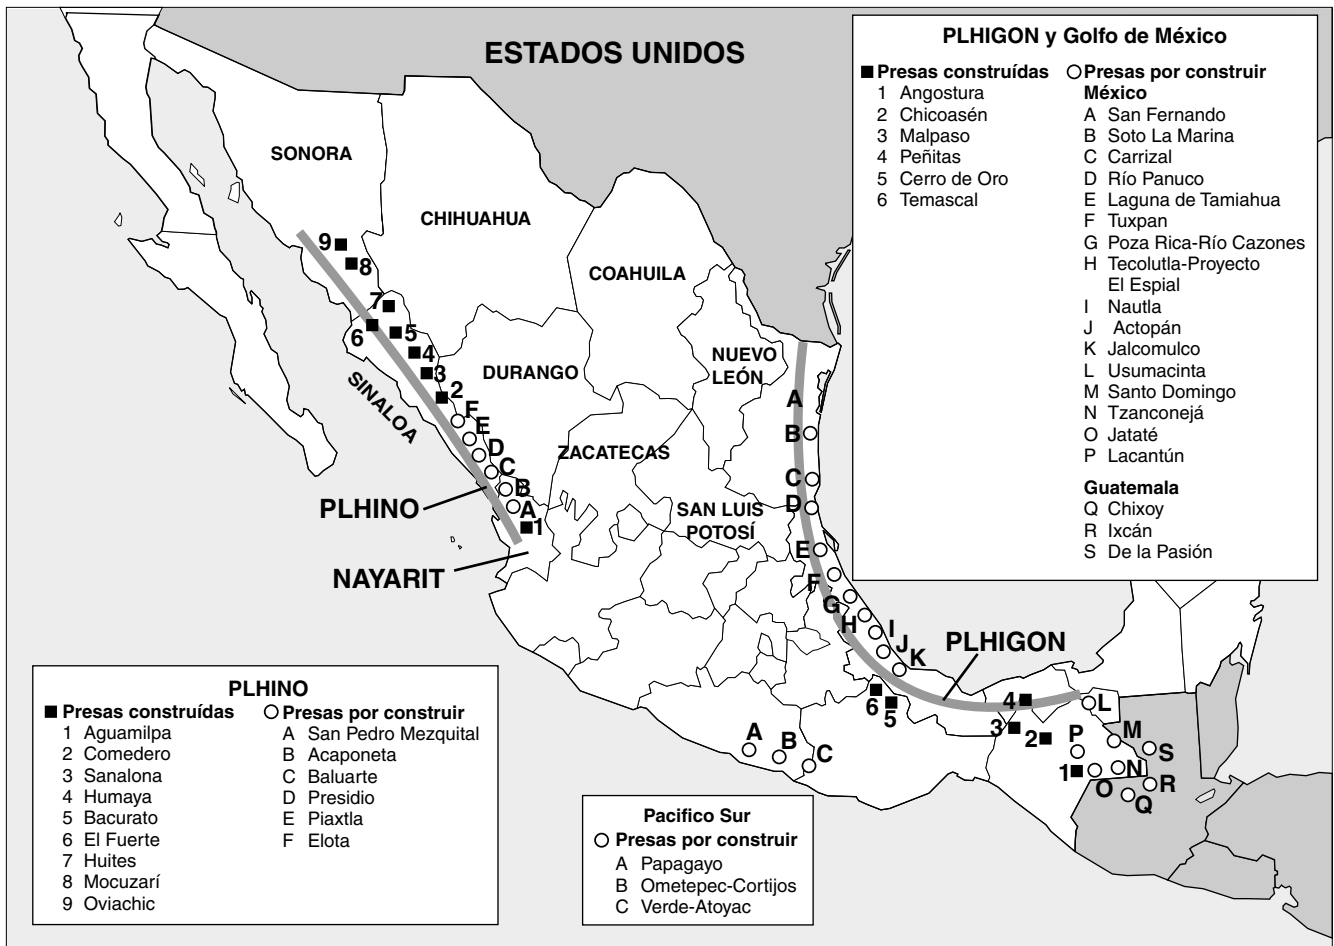 ESTADOS UNIDOS
SONORA
CHIHUAHUA
COAHUILA
NUEVO
LEÓN
DURANGO
SINALOA
ZACATECAS
SAN LUIS
POTOSÍ
PLHINO
NAYARIT
PLHIGON
9
8
7
6
5
4
3
2
F
E
D
C
B
A
1
A
B
C
D
E
F
G
H
I
J
K
6
5
4
3
2
1
L
M
S
P
N
O
R
Q
A
B
C
PLHIGON y Golfo de México
Presas construídas
1 Angostura
2 Chicoasén
3 Malpaso
4 Peñitas
5 Cerro de Oro
6 Temascal
Presas por construir
México
A San Fernando
B Soto La Marina
C Carrizal
D Río Panuco
E Laguna de Tamiahua
F Tuxpan
G Poza Rica-Río Cazones
H Tecolutla-Proyecto
El Espial
I Nautla
J Actopán
K Jalcomulco
L Usumacinta
M Santo Domingo
N Tzanconejá
O Jataté
P Lacantún
Guatemala
Q Chixoy
R Ixcán
S De la Pasión
PLHINO
Presas construídas
1 Aguamilpa
2 Comedero
3 Sanalona
4 Humaya
5 Bacurato
6 El Fuerte
7 Huites
8 Mocuzarí
9 Oviachic
Presas por construir
A San Pedro Mezquital
B Acaponeta
C Baluarte
D Presidio
E Piaxtla
F Elota
Pacifico Sur
Presas por construir
A Papagayo
B Ometepec-Cortijos
C Verde-Atoyac